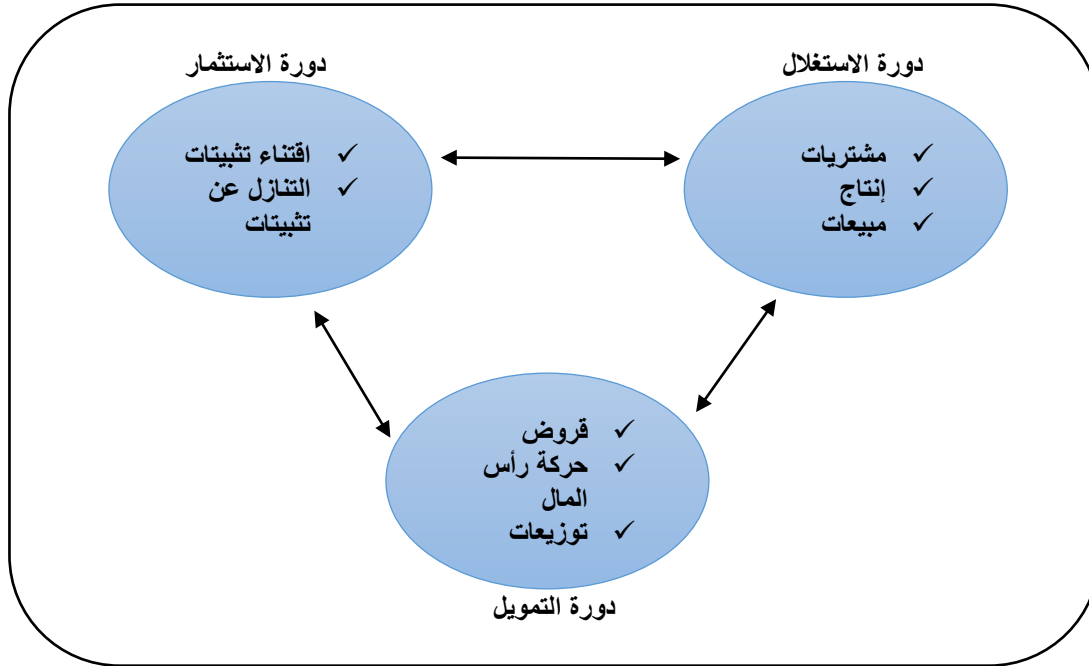 دورة الاستغلال
✓ مشتريات
✓ إنتاج
✓ مبيعات
دورة الاستثمار
✓ اقتناء تثبيتات
✓ التنازل عن
تثبيتات
✓ قروض
✓ حركة رأس
المال
✓ توزيعات
دورة التمويل